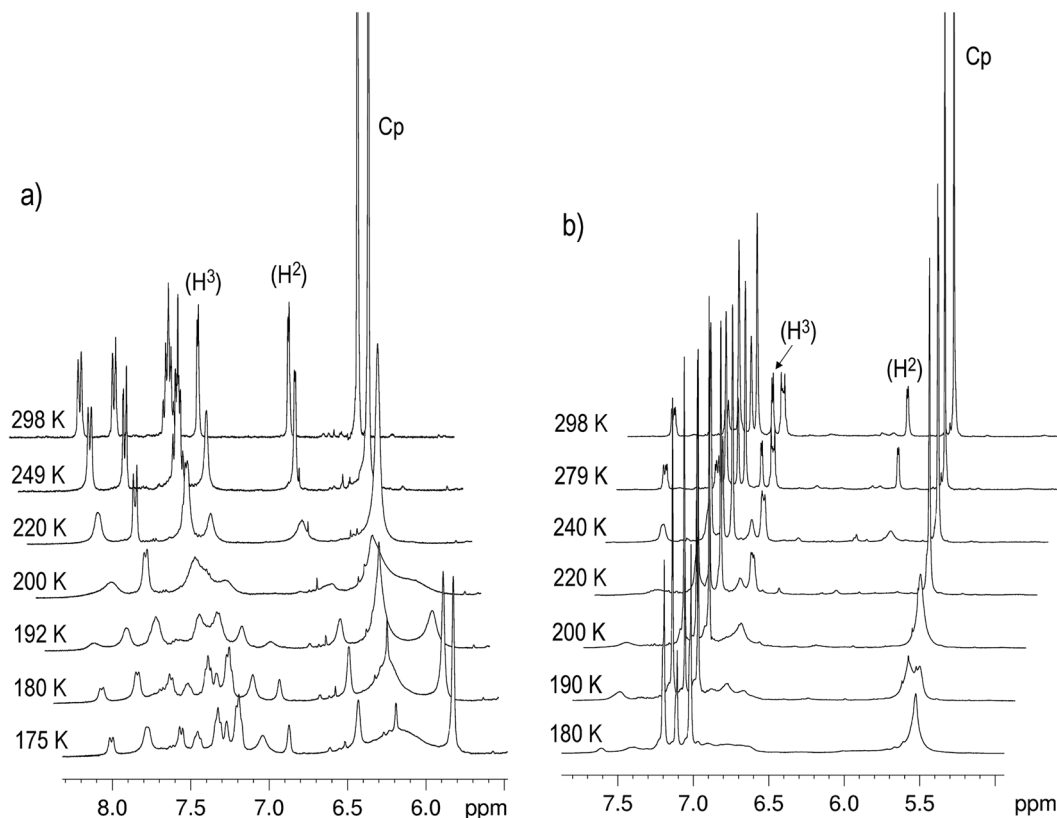 a)
Cp
(H³)
(H²)
298 K
249 K
220 K
200 K
192 K
180 K
175 K
8.0 7.5 7.0 6.5 6.0 ppm
b)
Cp
(H³)
(H²)
298 K
279 K
240 K
220 K
200 K
190 K
180 K
7.5 7.0 6.5 6.0 5.5 ppm